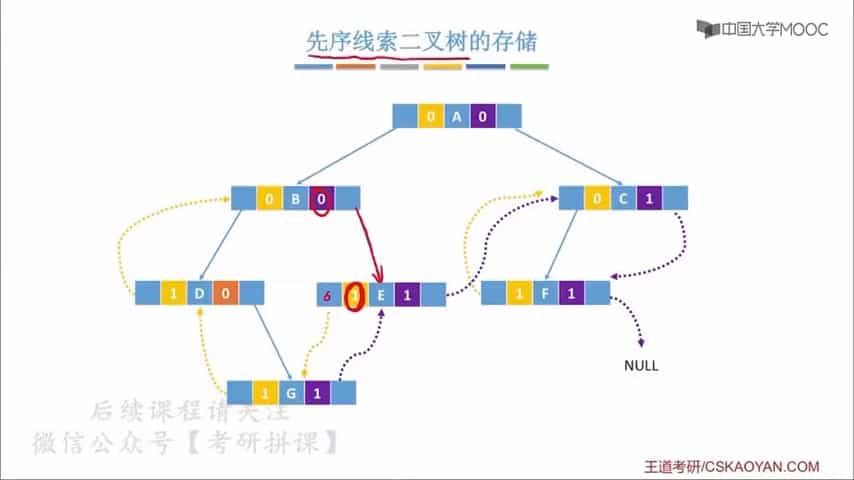 中国大学MOOC
先序线索二叉树的存储
0 A 0
0 B 0
0 C 1
1 D 0
6 1 E 1
1 F 1
NULL
1 G 1
后续课程请关注
微信公众号【考研拼课】
王道考研/CSKAOYAN.COM